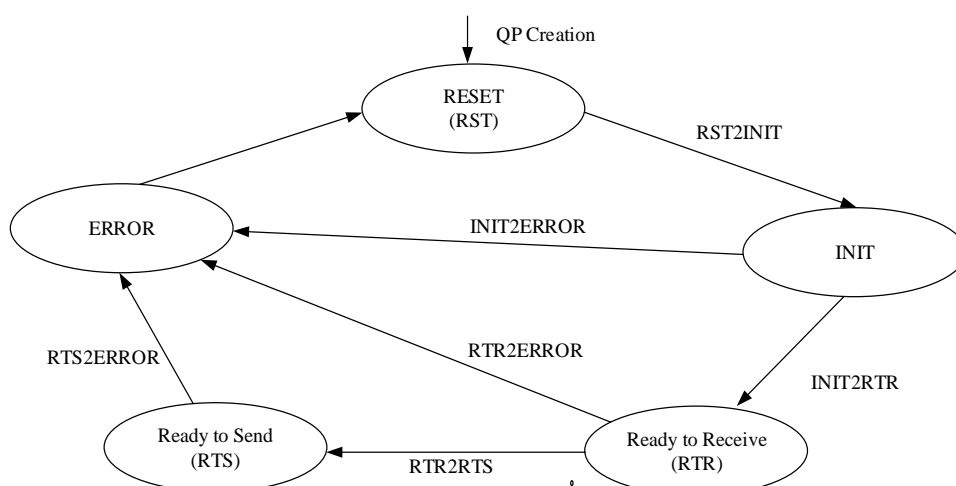 QP Creation
RESET
(RST)
RST2INIT
ERROR
INIT2ERROR
INIT
RTS2ERROR
RTR2ERROR
INIT2RTR
Ready to Send
(RTS)
RTR2RTS
Ready to Receive
(RTR)